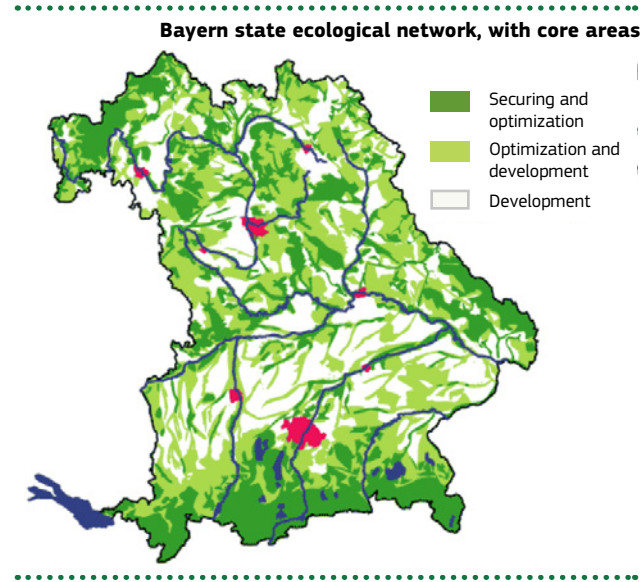 Bayern state ecological network, with core areas
Securing and
optimization
Optimization and
development
Development